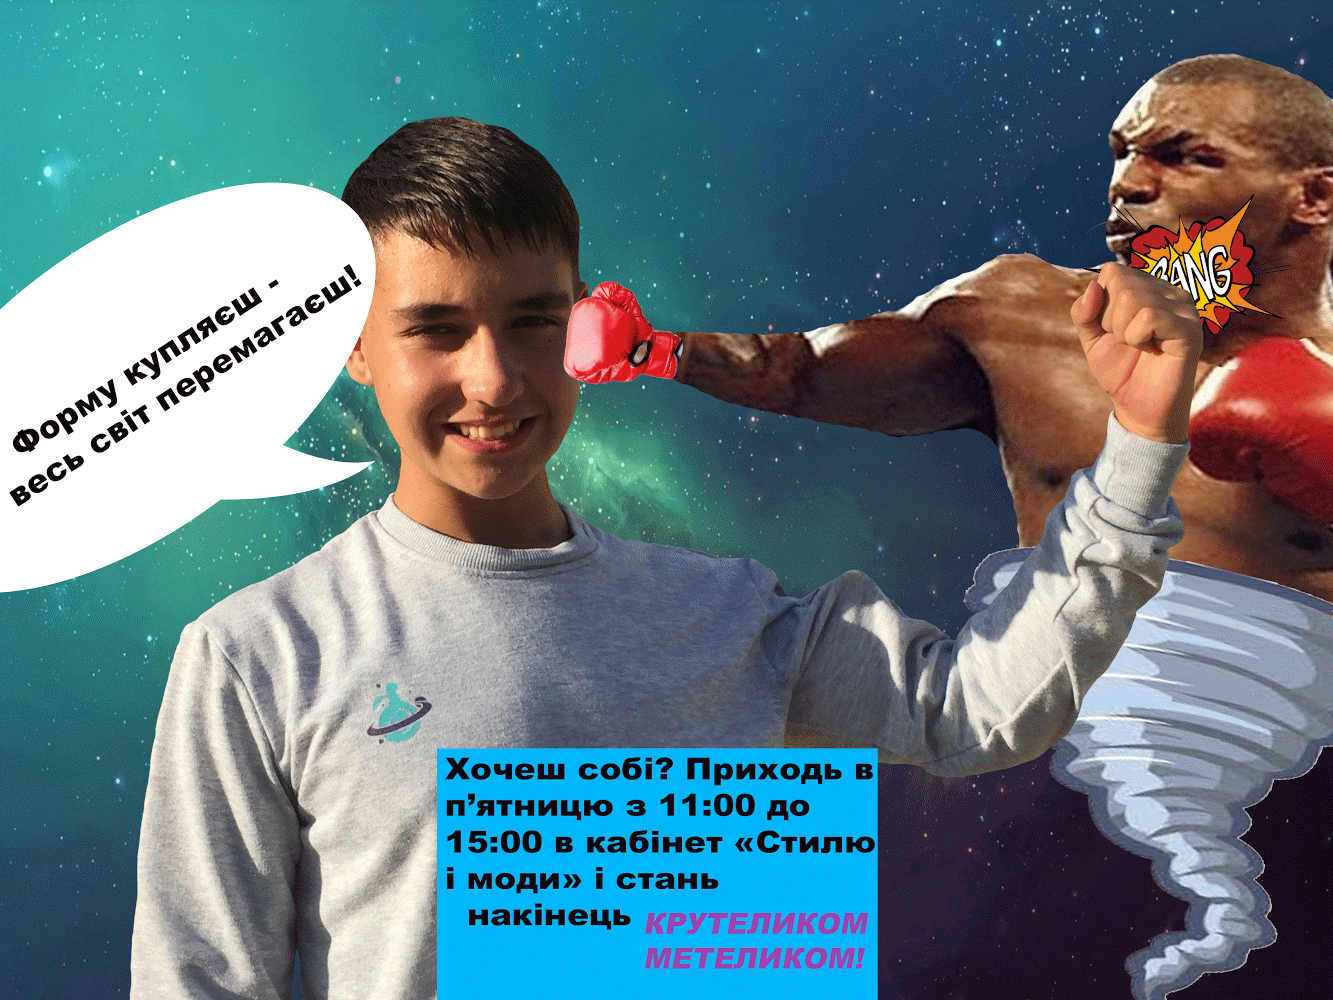 Форму купляєш -
весь світ перемагаєш!
BANG
Хочеш собі? Приходь в
п’ятницю з 11:00 до
15:00 в кабінет «Стилю
і моди» і стань
накінець КРУТЕЛИКОМ
МЕТЕЛИКОМ!